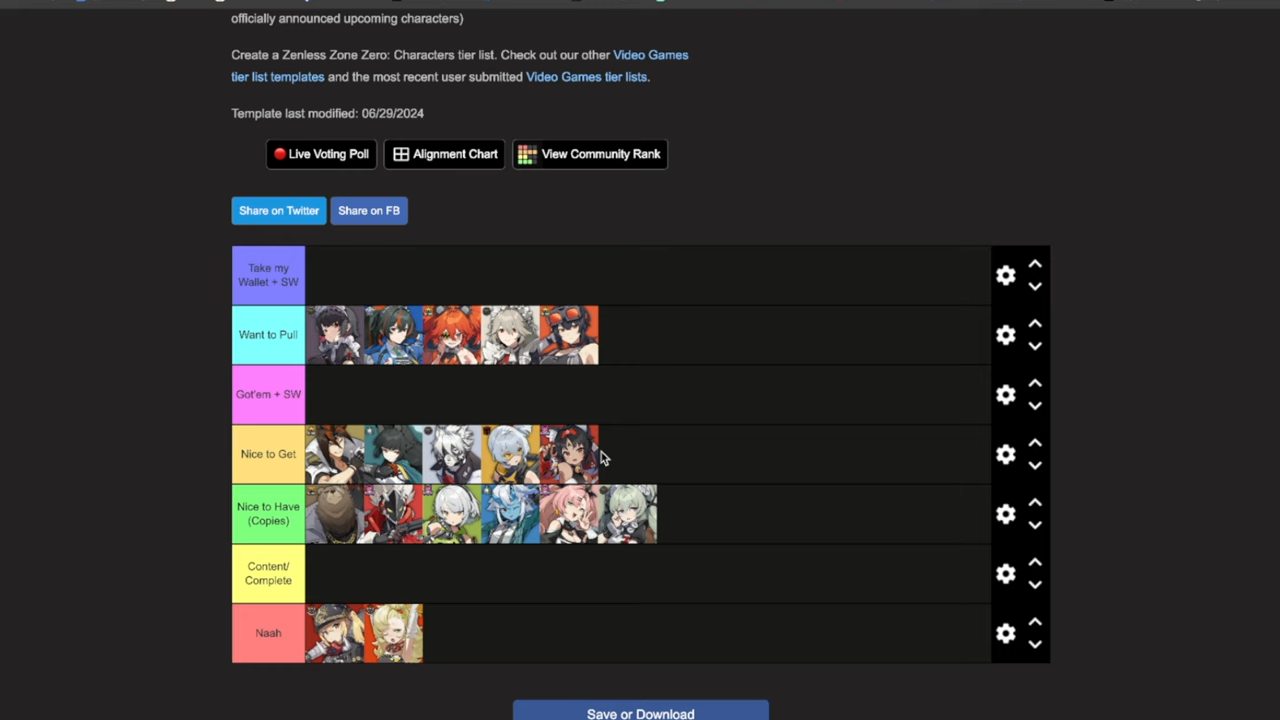 officially announced upcoming characters)
Create a Zenless Zone Zero: Characters tier list. Check out our other Video Games
tier list templates and the most recent user submitted Video Games tier lists.
Template last modified: 06/29/2024
Live Voting Poll
Alignment Chart
View Community Rank
Share on Twitter
Share on FB
Take my
Wallet + SW
Want to Pull
Got'em + SW
Nice to Get
Nice to Have
(Copies)
Content/
Complete
Naah
Save or Download